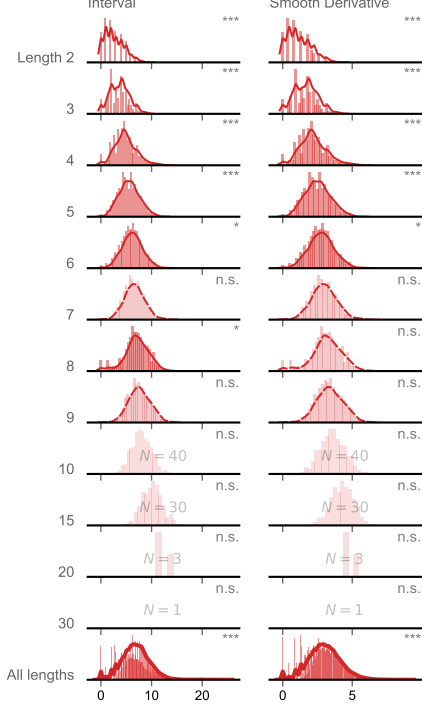 Interval Smooth Derivative
Length 2 *** ***
3 *** ***
4 *** ***
5 *** ***
6 * *
7 n.s. n.s.
8 * n.s.
9 n.s. n.s.
10 N = 40 n.s. N = 40 n.s.
15 N = 30 n.s. N = 30 n.s.
20 N = 3 n.s. N = 3 n.s.
30 N = 1 n.s. N = 1 n.s.
All lengths *** ***
0 10 20 0 5